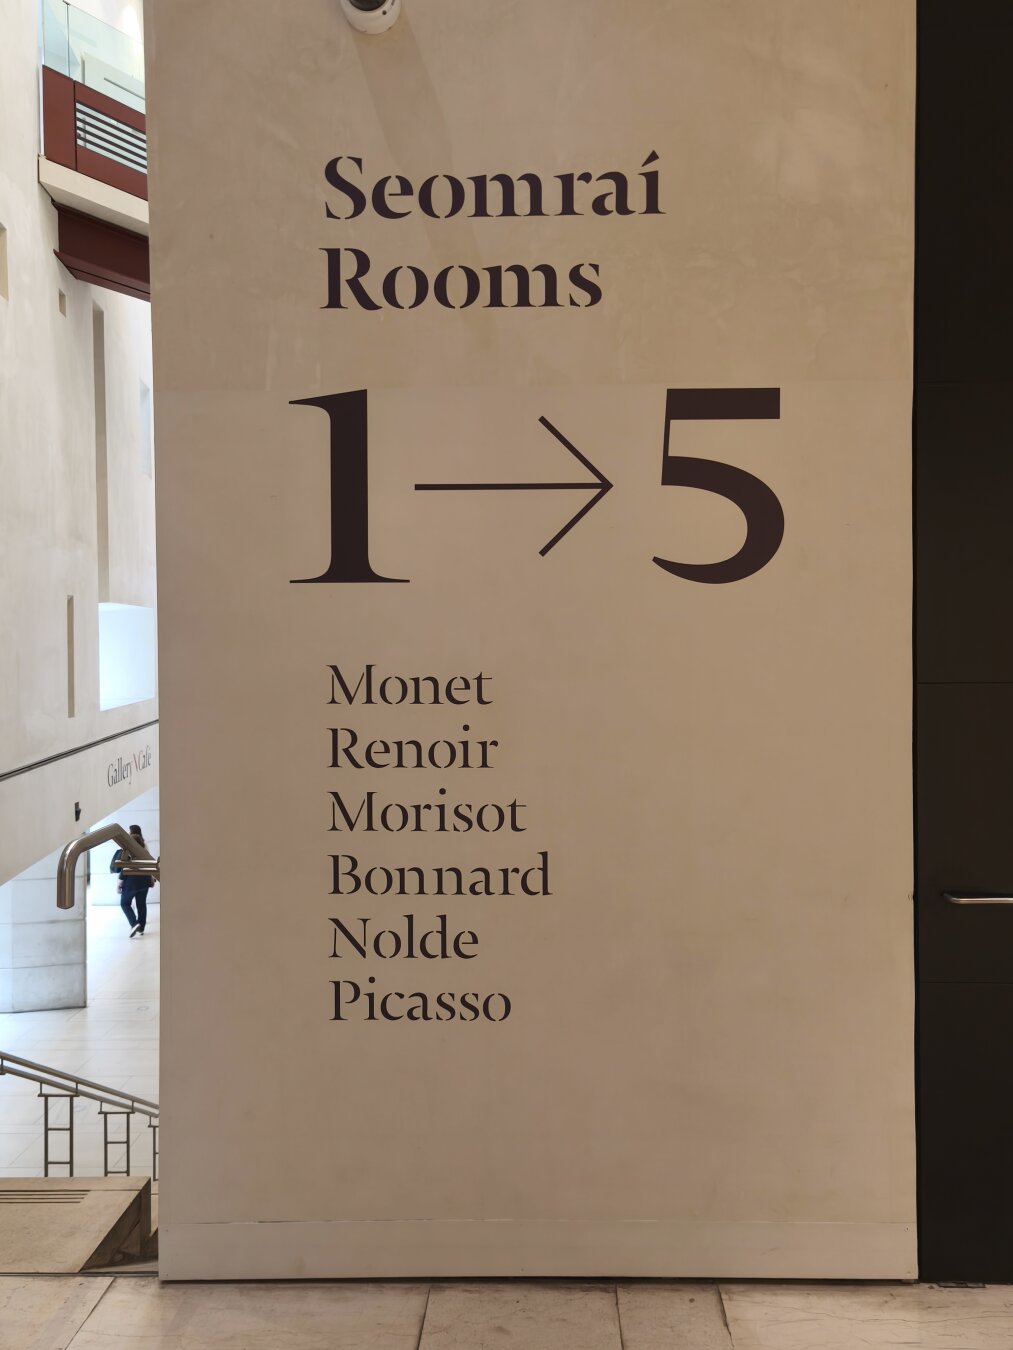 Seomraí
Rooms
1 → 5
Monet
Renoir
Morisot
Bonnard
Nolde
Picasso
Gallery Café